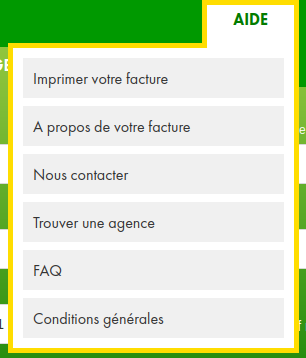 AIDE
Imprimer votre facture
A propos de votre facture
Nous contacter
Trouver une agence
FAQ
Conditions générales